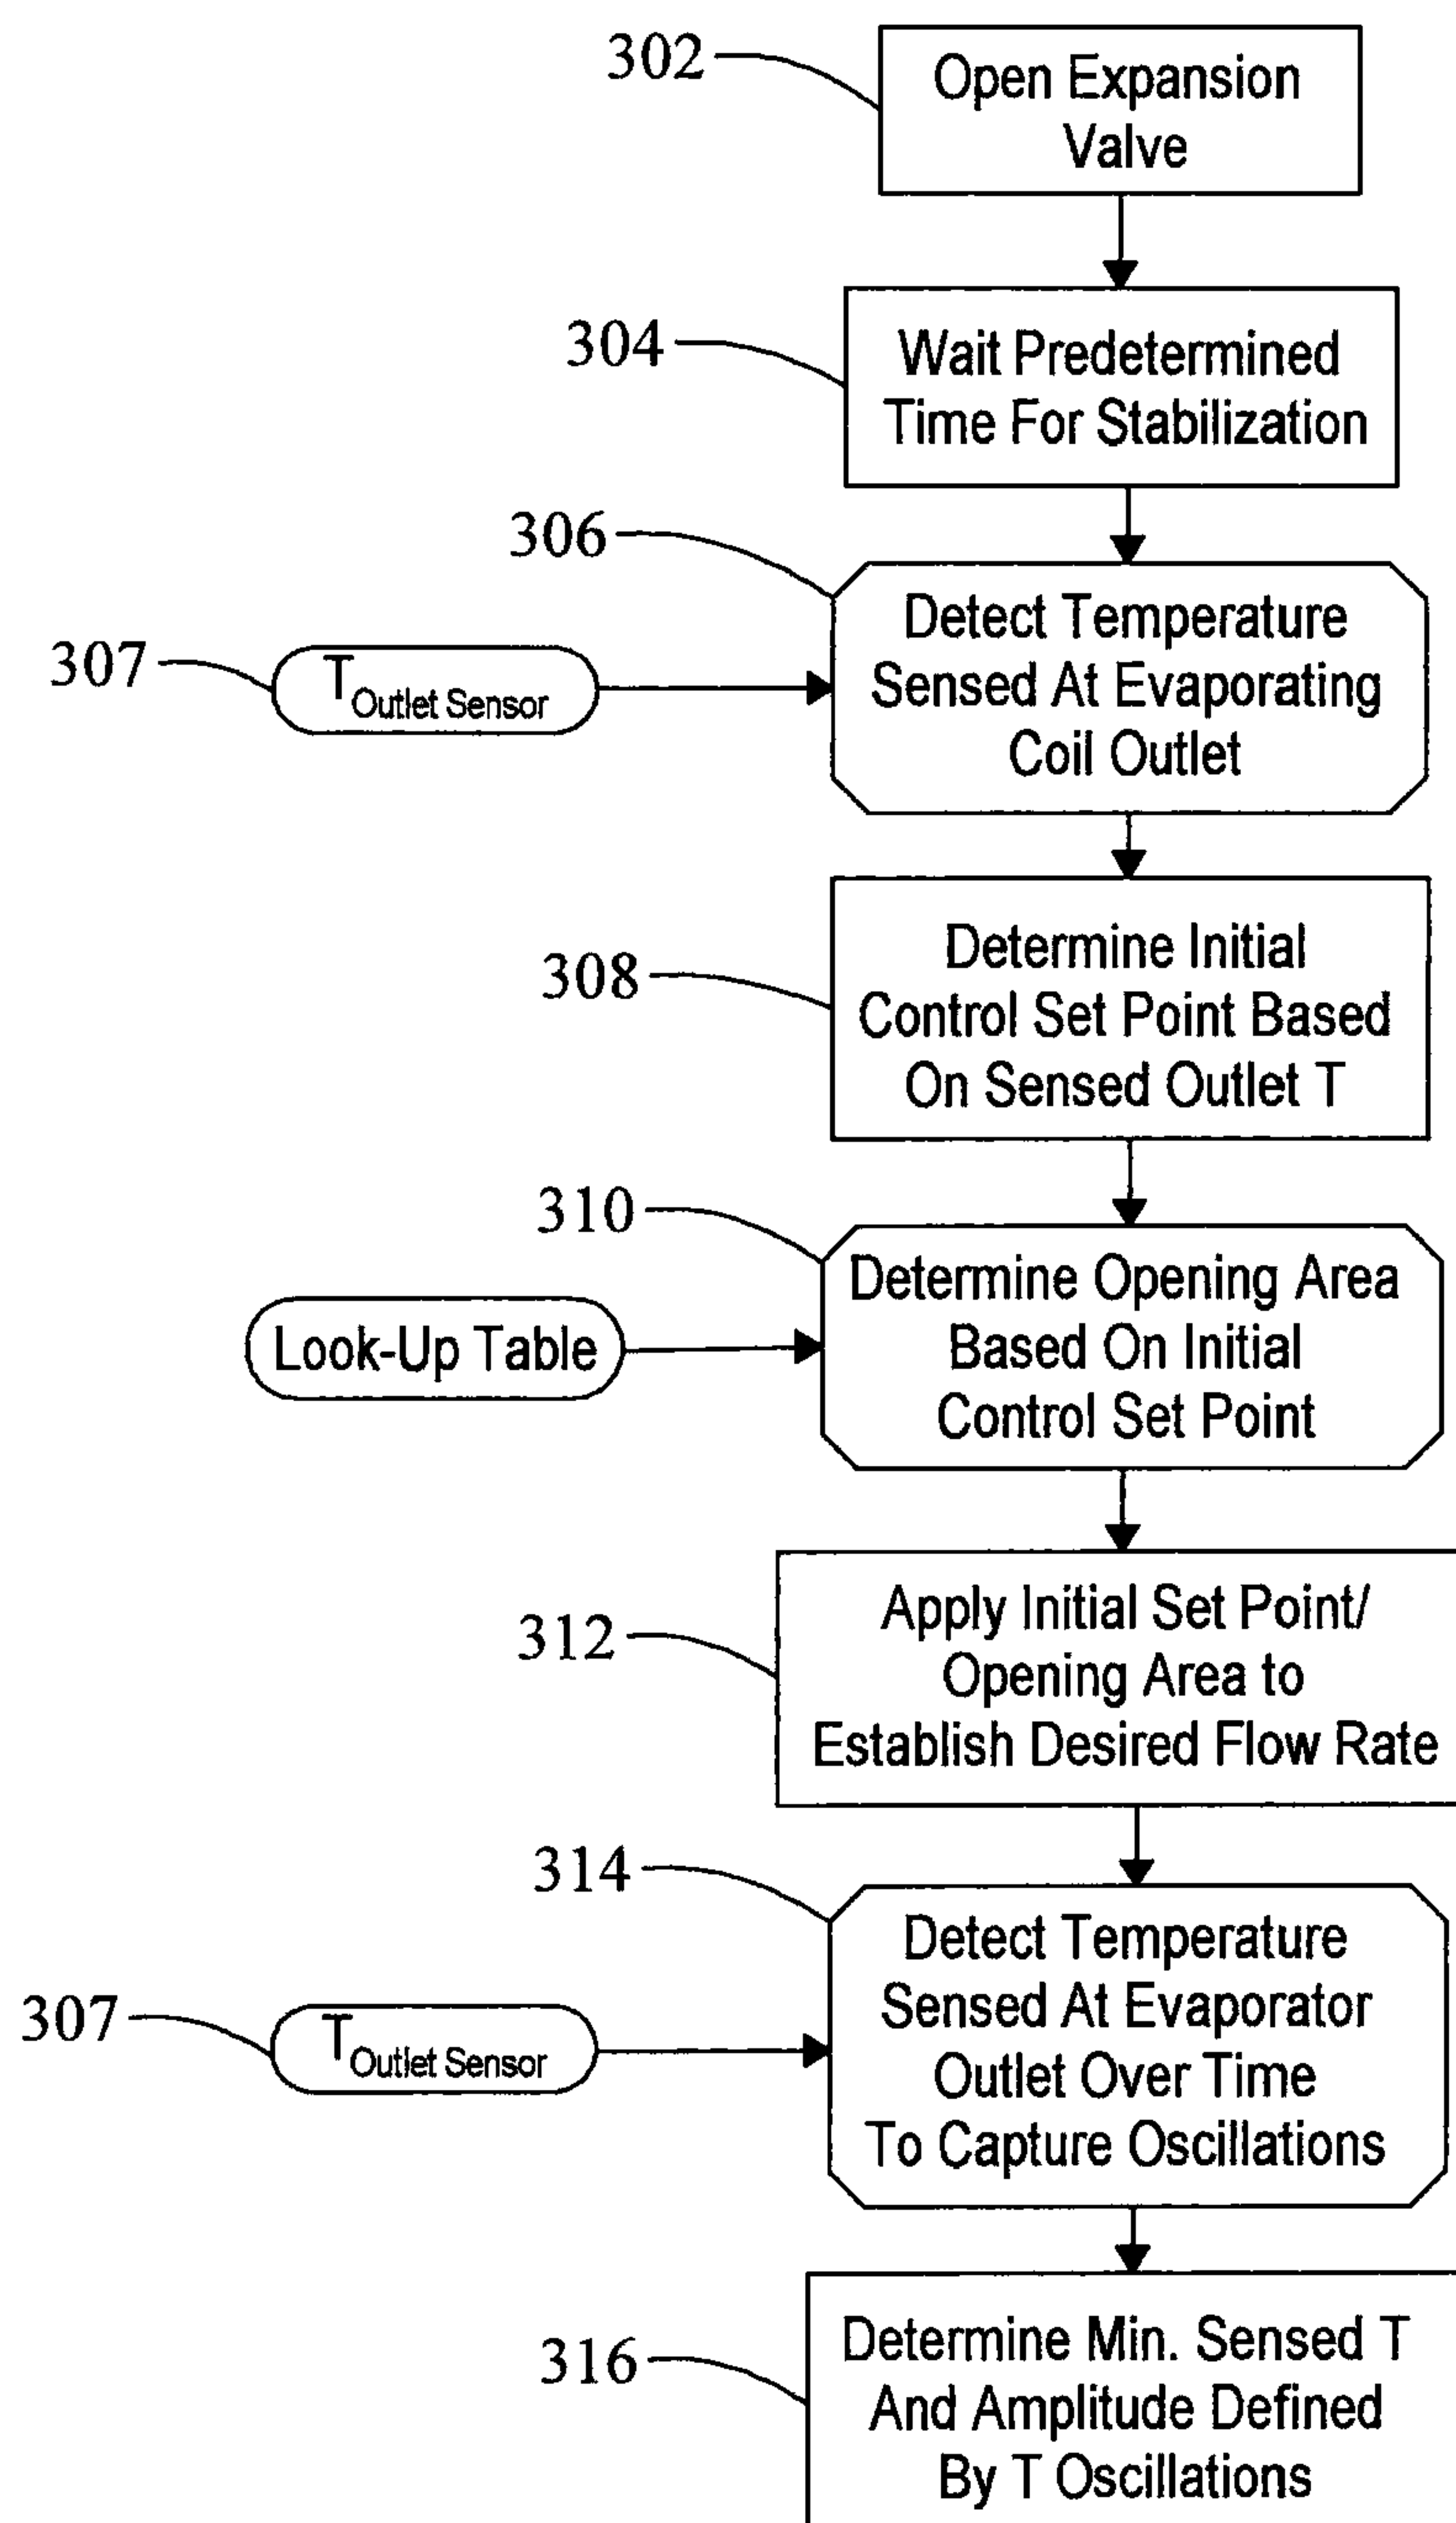 302
Open Expansion
Valve
304
Wait Predetermined
Time For Stabilization
306
307
T Outlet Sensor
Detect Temperature
Sensed At Evaporating
Coil Outlet
308
Determine Initial
Control Set Point Based
On Sensed Outlet T
310
Look-Up Table
Determine Opening Area
Based On Initial
Control Set Point
312
Apply Initial Set Point/
Opening Area to
Establish Desired Flow Rate
314
307
T Outlet Sensor
Detect Temperature
Sensed At Evaporator
Outlet Over Time
To Capture Oscillations
316
Determine Min. Sensed T
And Amplitude Defined
By T Oscillations